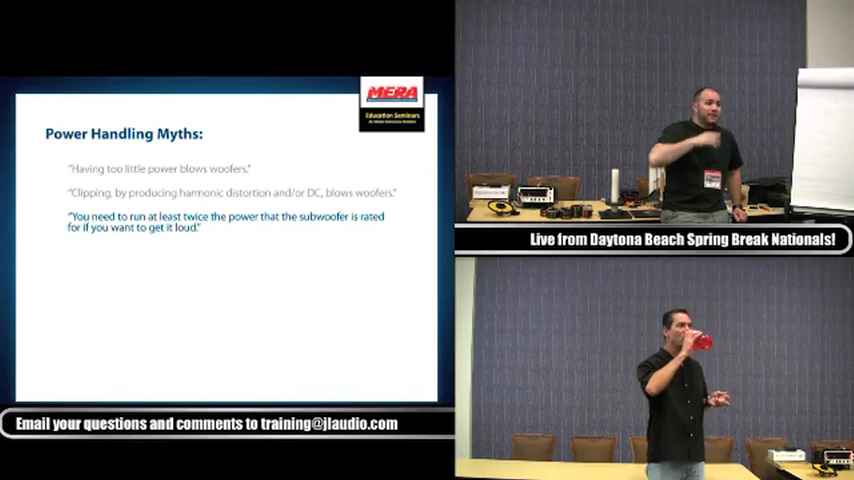 MERA
Education Seminars
Power Handling Myths:
"Having too little power blows woofers."
"Clipping, by producing harmonic distortion and/or DC, blows woofers."
"You need to run at least twice the power that the subwoofer is rated
for if you want to get it loud."
Live from Daytona Beach Spring Break Nationals!
Email your questions and comments to training@jlaudio.com